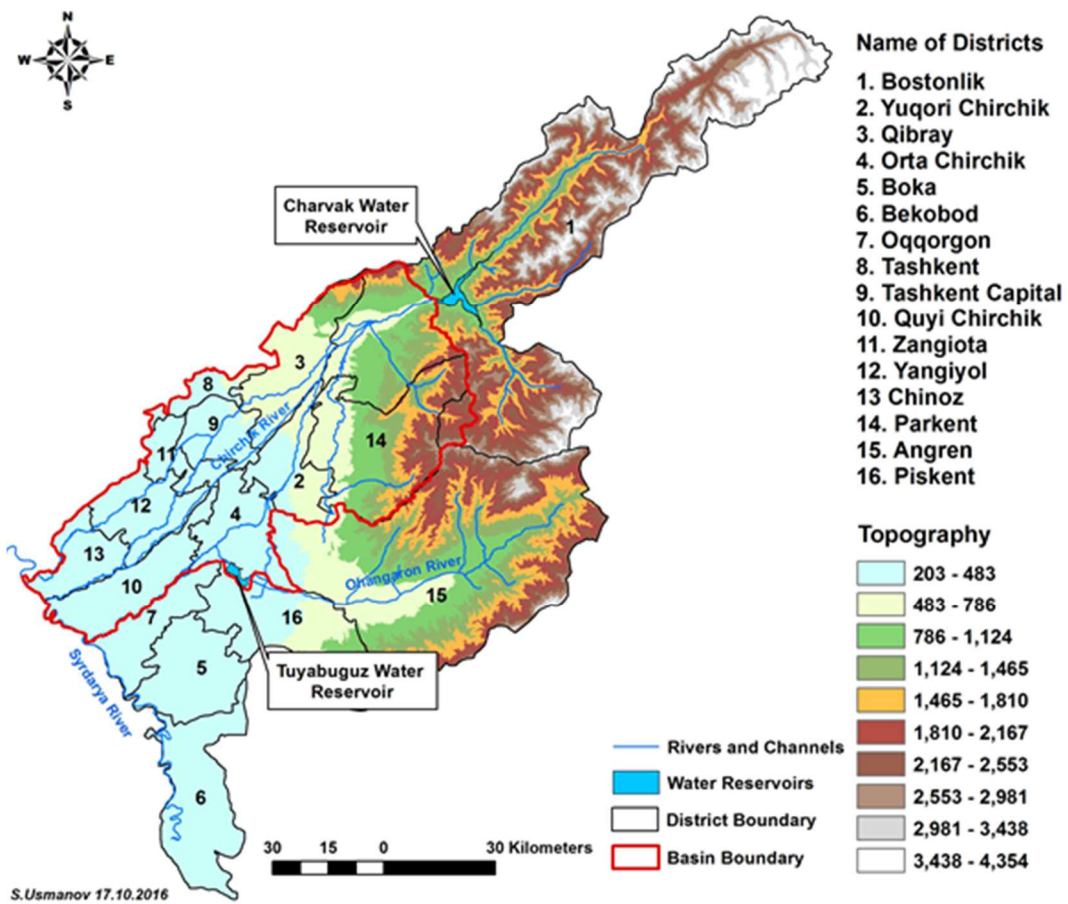 N
W E
S
Name of Districts
1. Bostonlik
2. Yuqori Chirchik
3. Qibray
4. Orta Chirchik
5. Boka
6. Bekobod
7. Oqqorgon
8. Tashkent
9. Tashkent Capital
10. Quyi Chirchik
11. Zangiota
12. Yangiyol
13 Chinoz
14. Parkent
15. Angren
16. Piskent
Charvak Water
Reservoir
1
3
8
9
Chirchik River
14
11
2
12
4
13
Ohangaron River
10
15
7
16
5
Tuyabuguz Water
Reservoir
Syrdarya River
6
Topography
203 - 483
483 - 786
786 - 1,124
1,124 - 1,465
1,465 - 1,810
1,810 - 2,167
2,167 - 2,553
2,553 - 2,981
2,981 - 3,438
3,438 - 4,354
Rivers and Channels
Water Reservoirs
District Boundary
Basin Boundary
30 15 0 30 Kilometers
S.Usmanov 17.10.2016